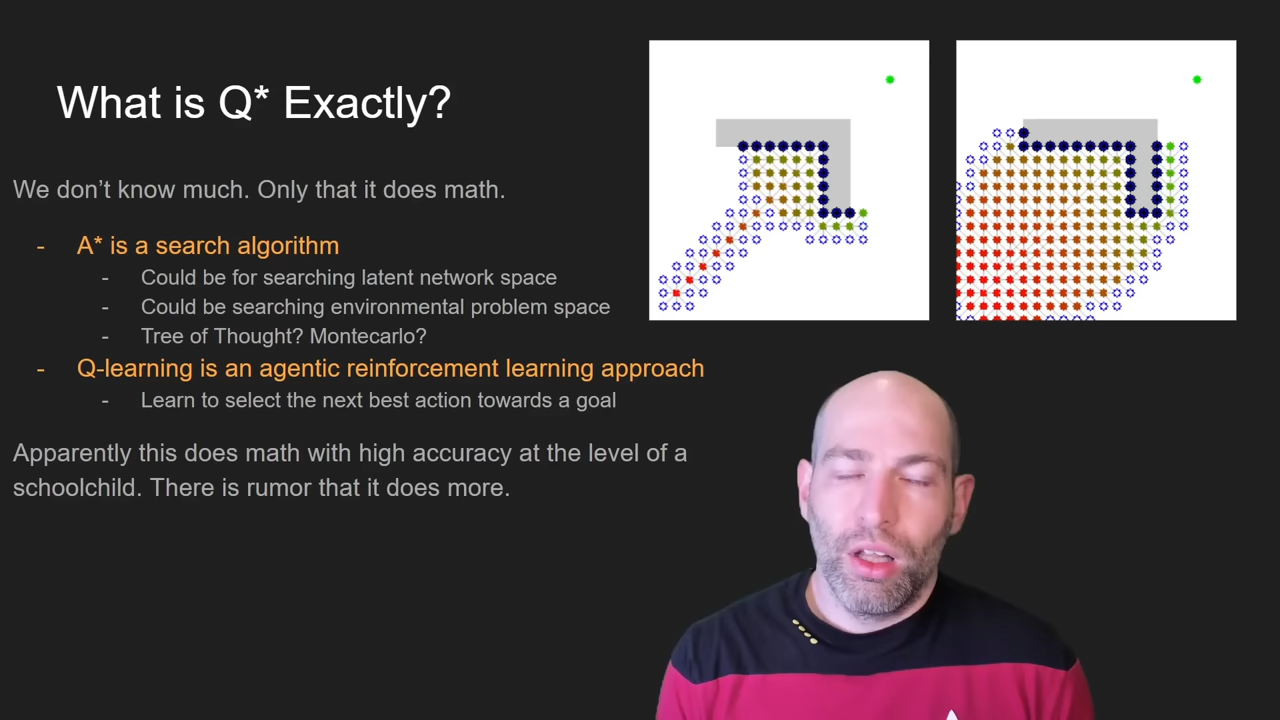 What is Q* Exactly?
We don’t know much. Only that it does math.
- A* is a search algorithm
- Could be for searching latent network space
- Could be searching environmental problem space
- Tree of Thought? Montecarlo?
- Q-learning is an agentic reinforcement learning approach
- Learn to select the next best action towards a goal
Apparently this does math with high accuracy at the level of a
schoolchild. There is rumor that it does more.